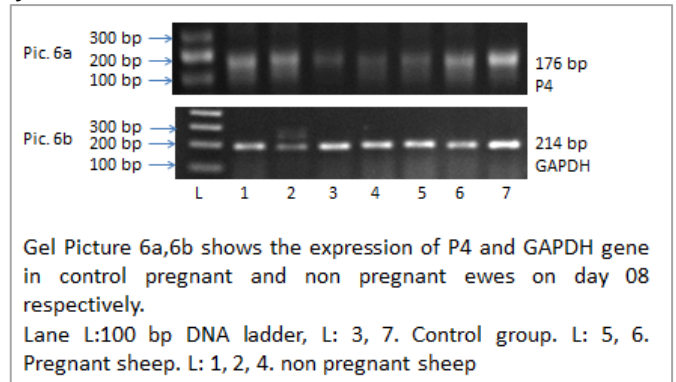 300 bp
Pic. 6a
200 bp
100 bp
176 bp
P4
300 bp
Pic. 6b
200 bp
100 bp
214 bp
GAPDH
L 1 2 3 4 5 6 7
Gel Picture 6a,6b shows the expression of P4 and GAPDH gene
in control pregnant and non pregnant ewes on day 08
respectively.
Lane L:100 bp DNA ladder, L: 3, 7. Control group. L: 5, 6.
Pregnant sheep. L: 1, 2, 4. non pregnant sheep